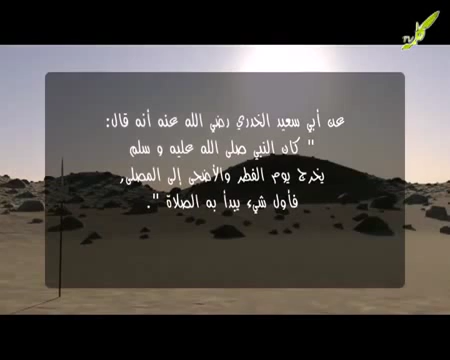 TV
عن أبي سعيد الخدري رضي الله عنه أنه قال:
" كان النبي صلى الله عليه و سلم
يخرج يوم الفطر والأضحى إلى المصلى,
فأول شيء يبدأ به الصلاة ".